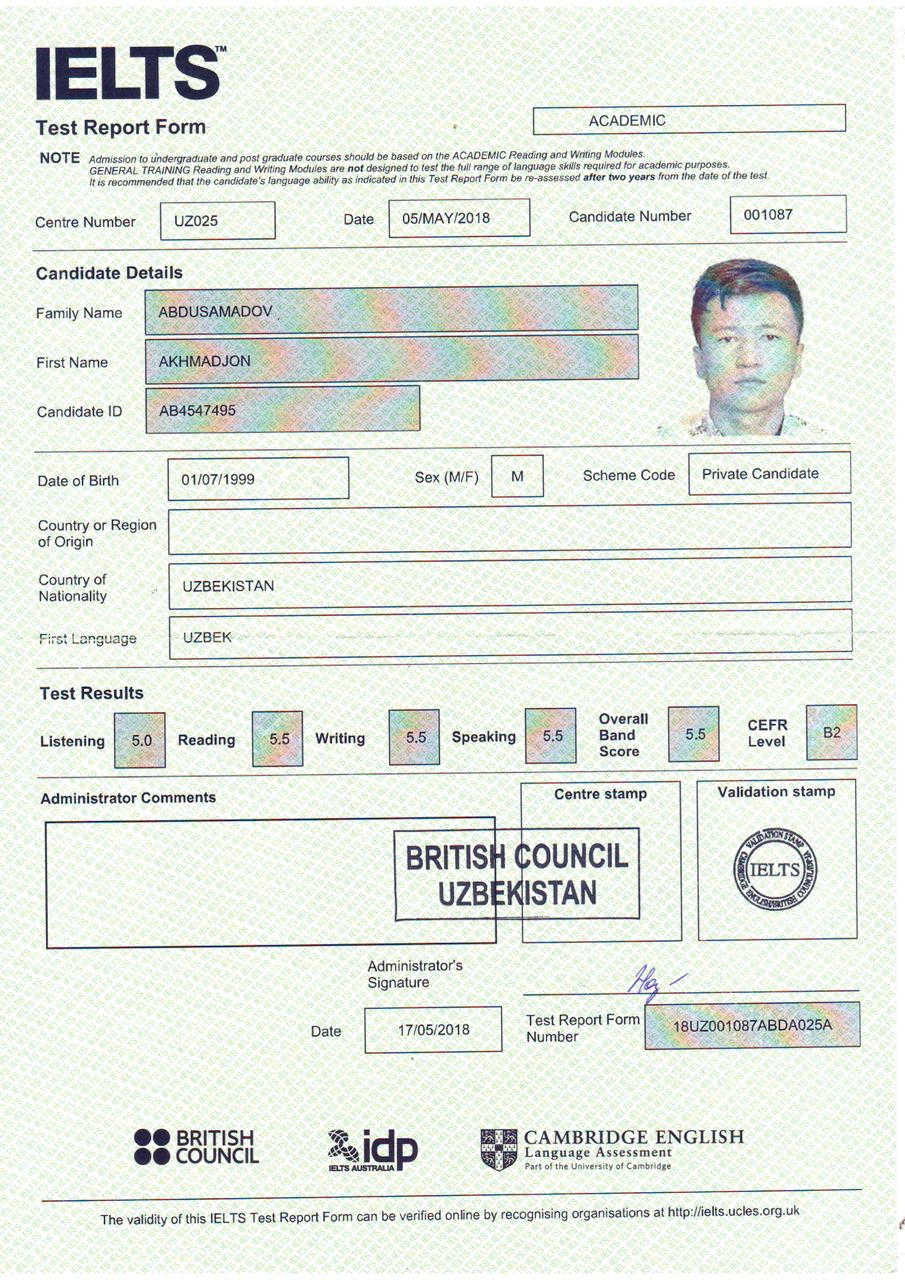 IELTS™
Test Report Form
ACADEMIC
NOTE Admission to undergraduate and post graduate courses should be based on the ACADEMIC Reading and Writing Modules.
GENERAL TRAINING Reading and Writing Modules are not designed to test the full range of language skills required for academic purposes.
It is recommended that the candidate's language ability as indicated in this Test Report Form be re-assessed after two years from the date of the test.
Centre Number UZ025 Date 05/MAY/2018 Candidate Number 001087
Candidate Details
Family Name ABDUSAMADOV
First Name AKHMADJON
Candidate ID AB4547495
Date of Birth 01/07/1999 Sex (M/F) M Scheme Code Private Candidate
Country or Region
of Origin
Country of
Nationality UZBEKISTAN
First Language UZBEK
Test Results
Listening 5.0 Reading 5.5 Writing 5.5 Speaking 5.5 Overall Band Score 5.5 CEFR Level B2
Administrator Comments
Centre stamp
Validation stamp
BRITISH COUNCIL
UZBEKISTAN
IELTS
Administrator's
Signature
Date 17/05/2018
Test Report Form
Number 18UZ001087ABDA025A
BRITISH
COUNCIL
idp
IELTS AUSTRALIA
CAMBRIDGE ENGLISH
Language Assessment
Part of the University of Cambridge
The validity of this IELTS Test Report Form can be verified online by recognising organisations at http://ielts.ucles.org.uk